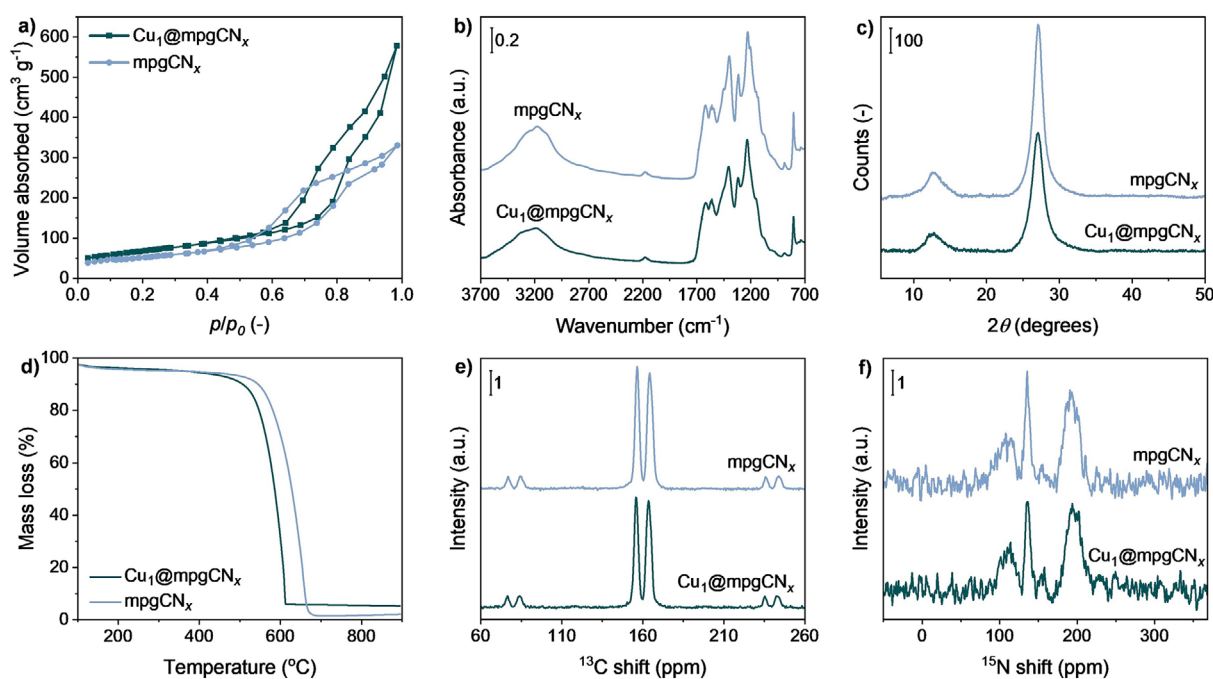 a)
Cu₁@mpgCNₓ
mpgCNₓ
Volume absorbed (cm³ g⁻¹)
600
500
400
300
200
100
0
0.0 0.2 0.4 0.6 0.8 1.0
p/p₀ (-)
b)
0.2
mpgCNₓ
Cu₁@mpgCNₓ
Absorbance (a.u.)
3700 3200 2700 2200 1700 1200 700
Wavenumber (cm⁻¹)
c)
100
mpgCNₓ
Cu₁@mpgCNₓ
Counts (-)
10 20 30 40 50
2θ (degrees)
d)
Mass loss (%)
100
80
60
40
20
0
Cu₁@mpgCNₓ
mpgCNₓ
200 400 600 800
Temperature (ºC)
e)
1
mpgCNₓ
Cu₁@mpgCNₓ
Intensity (a.u.)
60 110 160 210 260
¹³C shift (ppm)
f)
1
mpgCNₓ
Cu₁@mpgCNₓ
Intensity (a.u.)
0 100 200 300
¹⁵N shift (ppm)